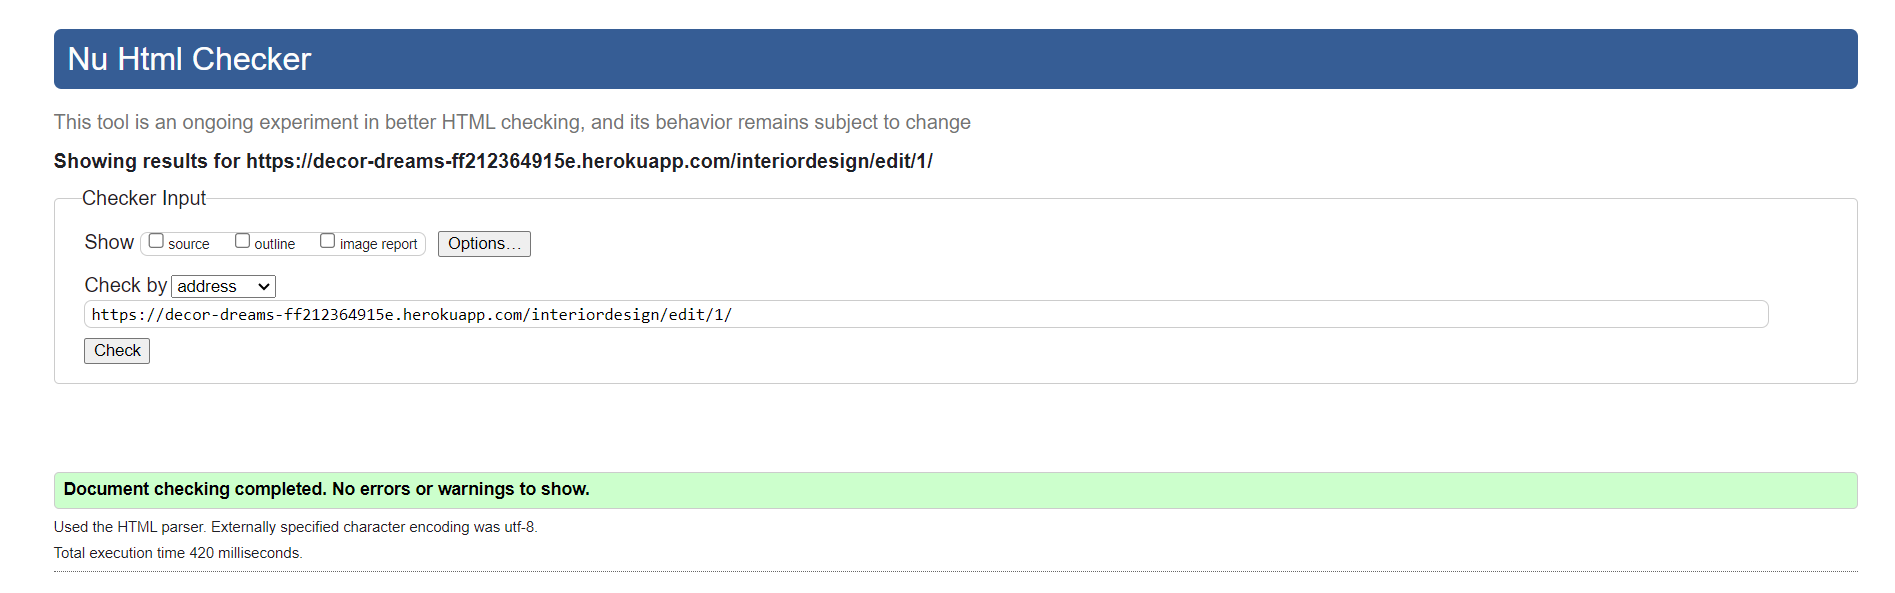 Nu Html Checker
This tool is an ongoing experiment in better HTML checking, and its behavior remains subject to change
Showing results for https://decor-dreams-ff212364915e.herokuapp.com/interiordesign/edit/1/
Checker Input
Show source outline image report Options...
Check by address
https://decor-dreams-ff212364915e.herokuapp.com/interiordesign/edit/1/
Check
Document checking completed. No errors or warnings to show.
Used the HTML parser. Externally specified character encoding was utf-8.
Total execution time 420 milliseconds.